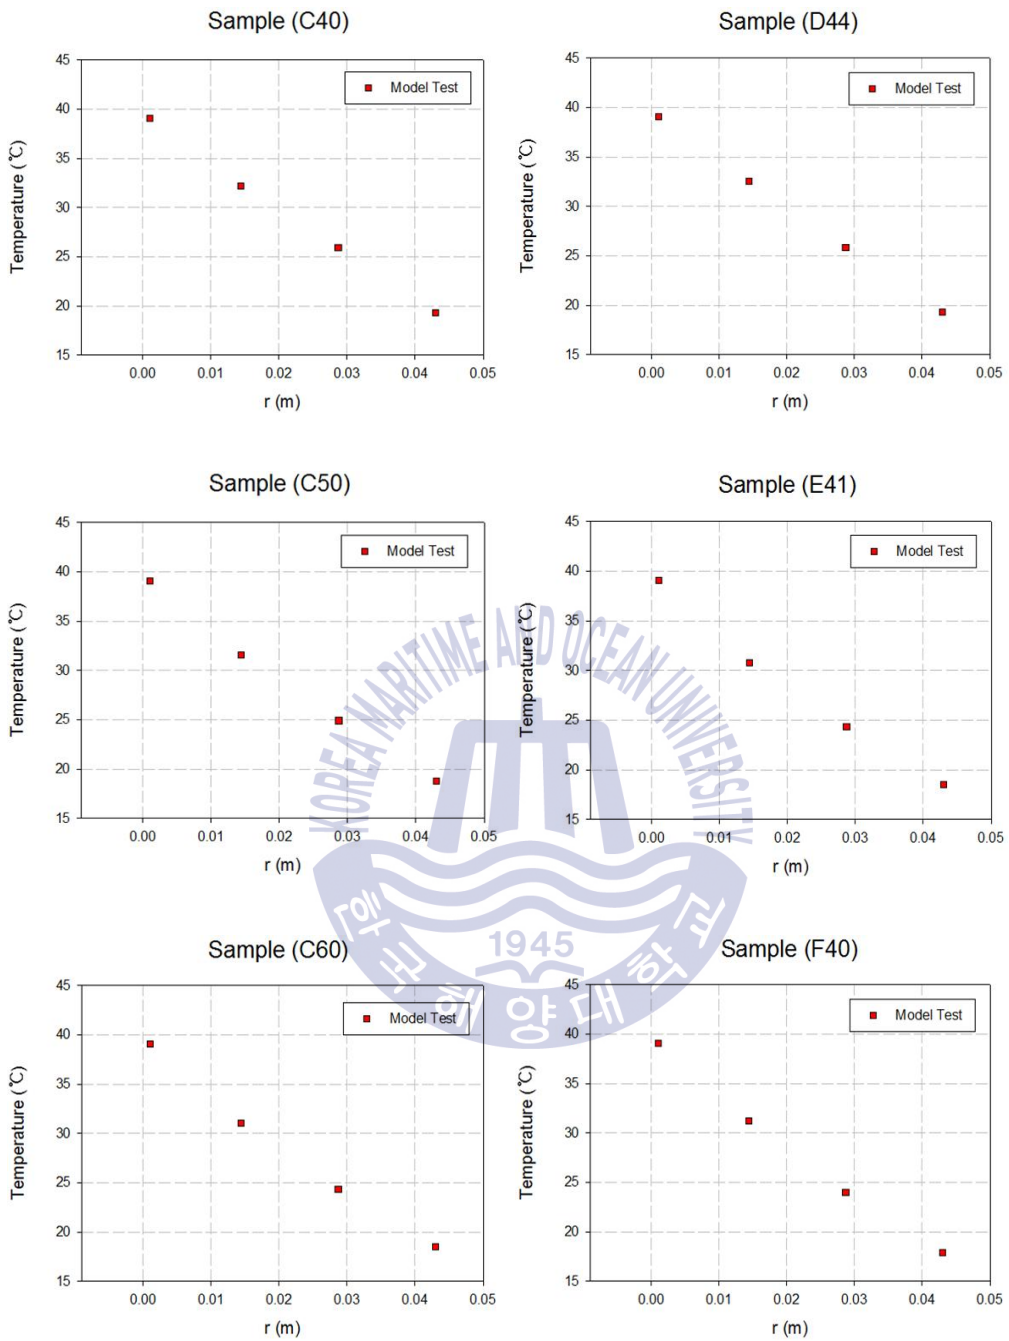 Sample (C40)
Model Test
Temperature (℃)
45
40
35
30
25
20
15
0.00 0.01 0.02 0.03 0.04 0.05
r (m)
Sample (D44)
Model Test
Temperature (℃)
45
40
35
30
25
20
15
0.00 0.01 0.02 0.03 0.04 0.05
r (m)
Sample (C50)
Model Test
Temperature (℃)
45
40
35
30
25
20
15
0.00 0.01 0.02 0.03 0.04 0.05
r (m)
Sample (E41)
Model Test
Temperature (℃)
45
40
35
30
25
20
15
0.00 0.01 0.02 0.03 0.04 0.05
r (m)
KOREA MARITIME AND OCEAN UNIVERSITY
1945
한국해양대학교
Sample (C60)
Model Test
Temperature (℃)
45
40
35
30
25
20
15
0.00 0.01 0.02 0.03 0.04 0.05
r (m)
Sample (F40)
Model Test
Temperature (℃)
45
40
35
30
25
20
15
0.00 0.01 0.02 0.03 0.04 0.05
r (m)